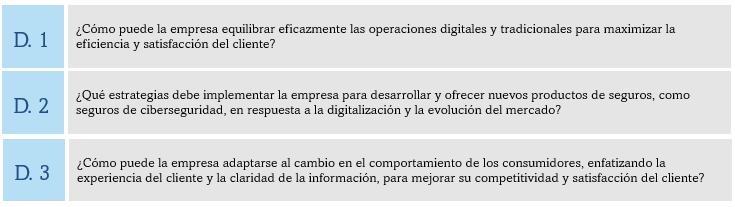 D. 1
¿Cómo puede la empresa equilibrar eficazmente las operaciones digitales y tradicionales para maximizar la
eficiencia y satisfacción del cliente?
D. 2
¿Qué estrategias debe implementar la empresa para desarrollar y ofrecer nuevos productos de seguros, como
seguros de ciberseguridad, en respuesta a la digitalización y la evolución del mercado?
D. 3
¿Cómo puede la empresa adaptarse al cambio en el comportamiento de los consumidores, enfatizando la
experiencia del cliente y la claridad de la información, para mejorar su competitividad y satisfacción del cliente?